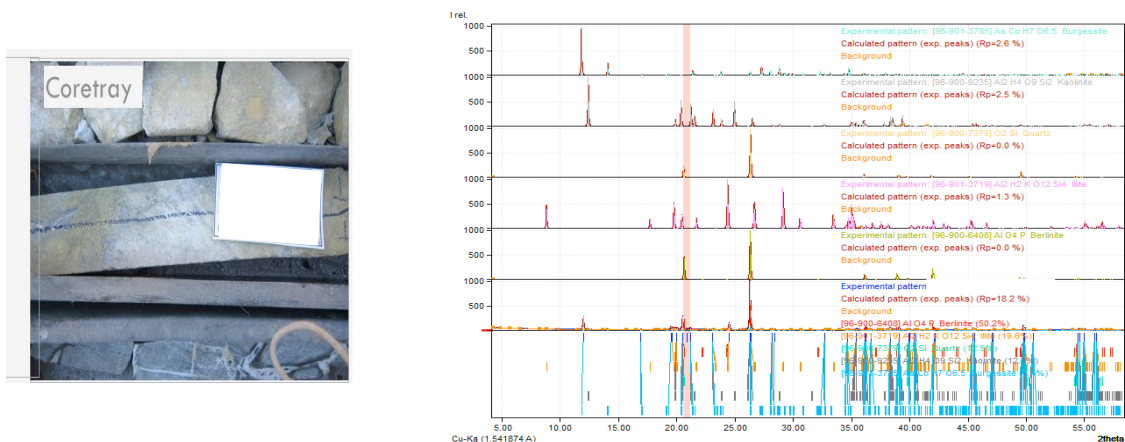 Coretray
I rel.
1000
500
1000
500
1000
500
1000
500
1000
500
1000
500
Experimental pattern: [96-901-3785] As Co H7 O6.5 Burgessite
Calculated pattern (exp. peaks) (Rp=2.6 %)
Background
Experimental pattern: [96-900-9235] Al2 H4 O9 Si2 Kaolinite
Calculated pattern (exp. peaks) (Rp=2.5 %)
Background
Experimental pattern: [96-900-7379] O2 Si Quartz
Calculated pattern (exp. peaks) (Rp=0.0 %)
Background
Experimental pattern: [96-901-3719] Al2 H2 K O12 Si4 Illite
Calculated pattern (exp. peaks) (Rp=1.3 %)
Background
Experimental pattern: [96-900-6408] Al O4 P Berlinite
Calculated pattern (exp. peaks) (Rp=0.0 %)
Background
Experimental pattern
Calculated pattern (exp. peaks) (Rp=18.2 %)
[96-900-6408] Al O4 P Berlinite (50.2%)
5.00 10.00 15.00 20.00 25.00 30.00 35.00 40.00 45.00 50.00 55.00
Cu-Ka (1.541874 A) 2theta